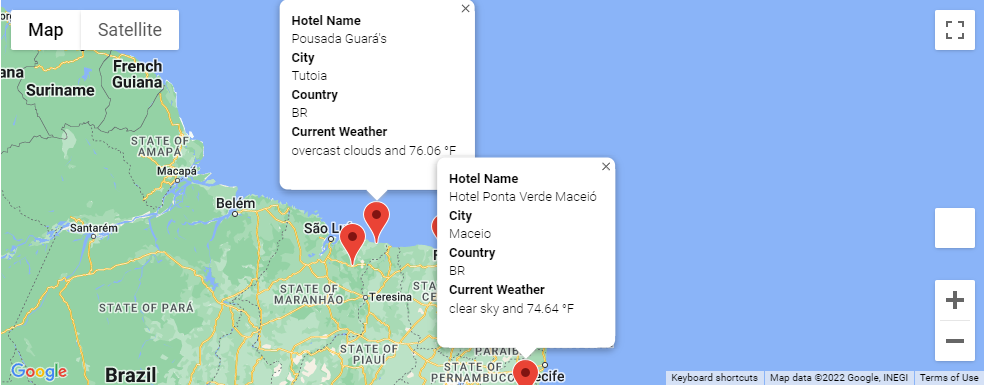 Map
Satellite
Hotel Name
Pousada Guará's
City
Tutoia
Country
BR
Current Weather
overcast clouds and 76.06 °F
Hotel Name
Hotel Ponta Verde Maceió
City
Maceio
Country
BR
Current Weather
clear sky and 74.64 °F
Suriname
French
Guiana
STATE OF
AMAPÁ
Macapá
Belém
Santarém
São Lu
STATE OF
MARANHÃO
Teresina
STATE OF PARÁ
STATE OF
PIAUÍ
PARAÍB
STATE OF
PERNAMBUCO
ecife
Brazil
Google
Keyboard shortcuts
Map data ©2022 Google, INEGI
Terms of Use